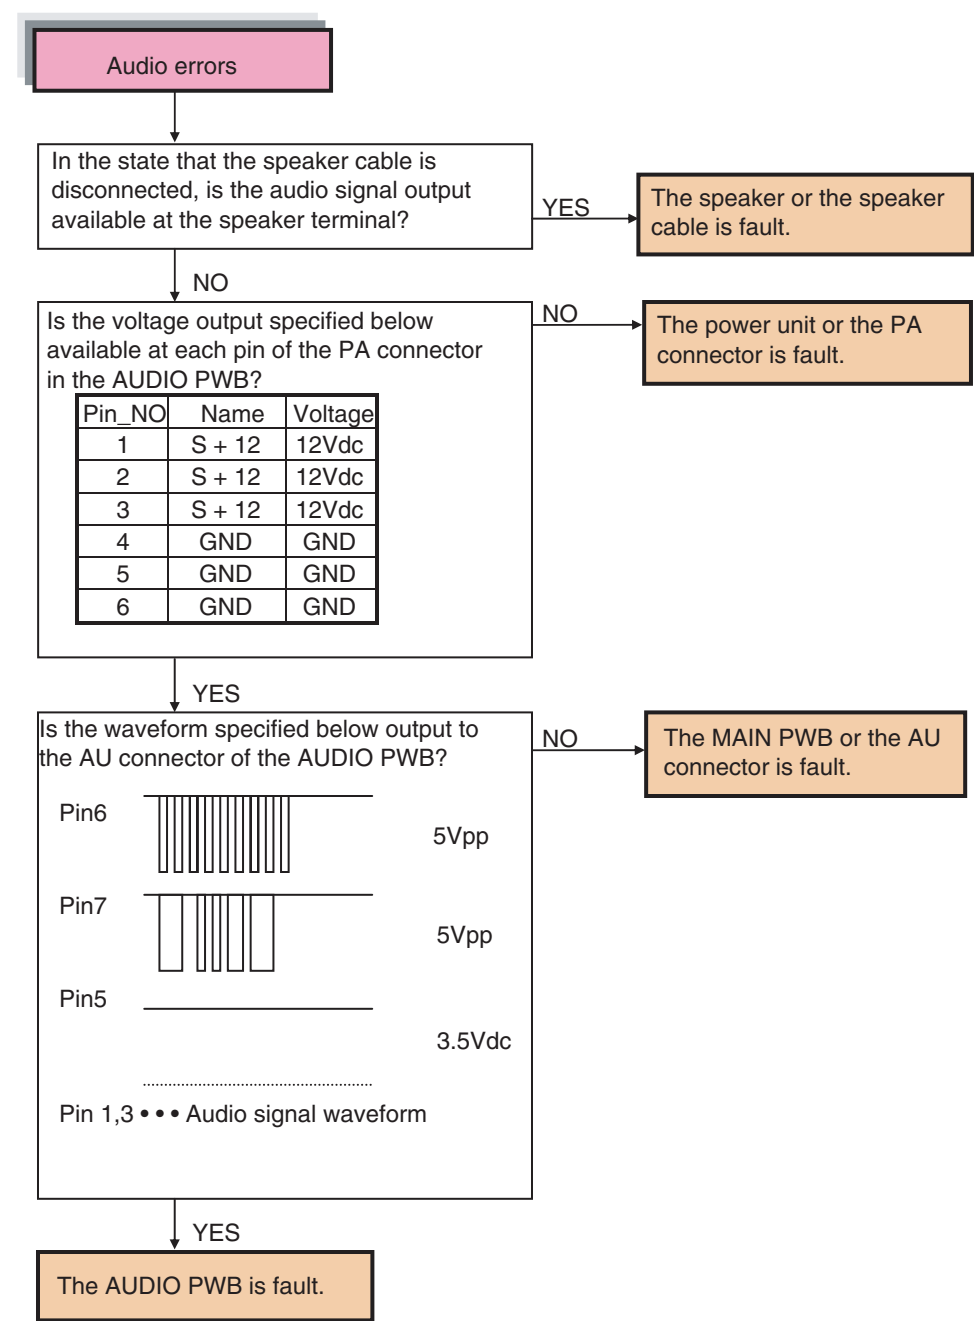 Audio errors
In the state that the speaker cable is
disconnected, is the audio signal output
available at the speaker terminal?
YES
The speaker or the speaker
cable is fault.
NO
Is the voltage output specified below
available at each pin of the PA connector
in the AUDIO PWB?
NO
The power unit or the PA
connector is fault.
Pin_NO Name Voltage
1 S + 12 12Vdc
2 S + 12 12Vdc
3 S + 12 12Vdc
4 GND GND
5 GND GND
6 GND GND
YES
Is the waveform specified below output to
the AU connector of the AUDIO PWB?
NO
The MAIN PWB or the AU
connector is fault.
Pin6
5Vpp
Pin7
5Vpp
Pin5
3.5Vdc
Pin 1,3 • • • Audio signal waveform
YES
The AUDIO PWB is fault.